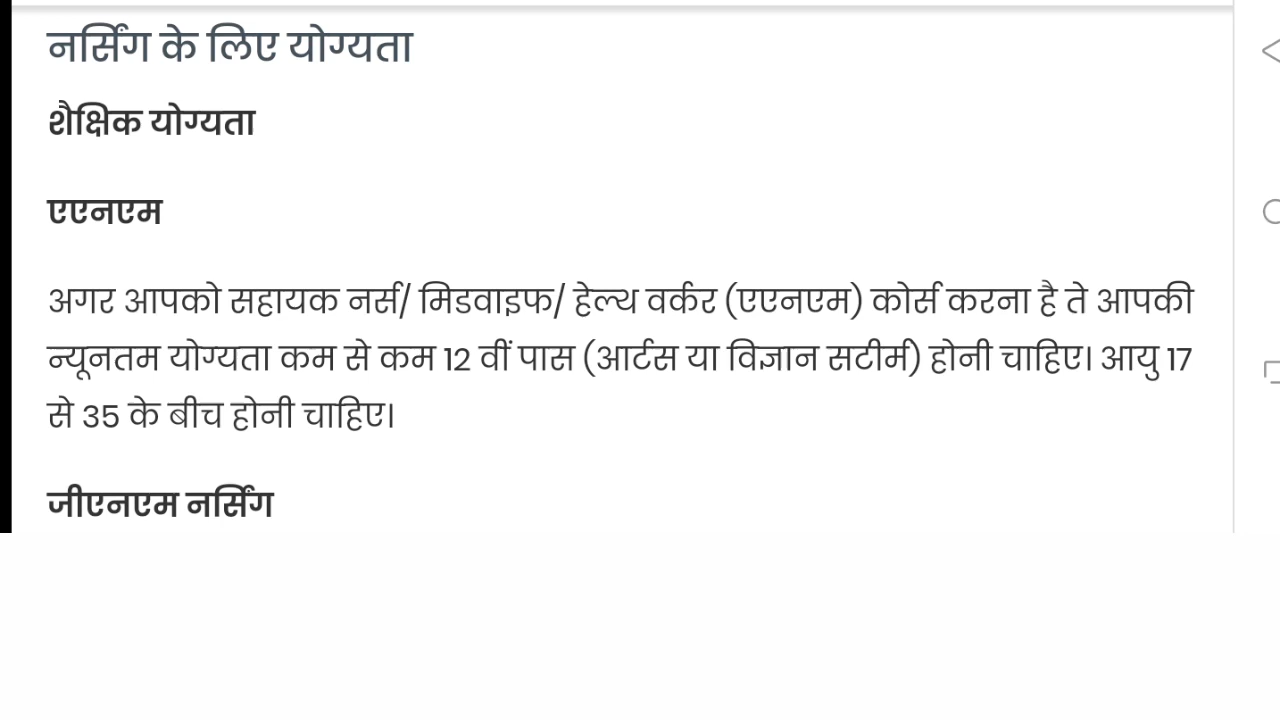 नर्सिंग के लिए योग्यता
शैक्षिक योग्यता
एएनएम
अगर आपको सहायक नर्स/ मिडवाइफ/ हेल्थ वर्कर (एएनएम) कोर्स करना है ते आपकी
न्यूनतम योग्यता कम से कम 12 वीं पास (आर्टस या विज्ञान सटीर्म) होनी चाहिए। आयु 17
से 35 के बीच होनी चाहिए।
जीएनएम नर्सिंग